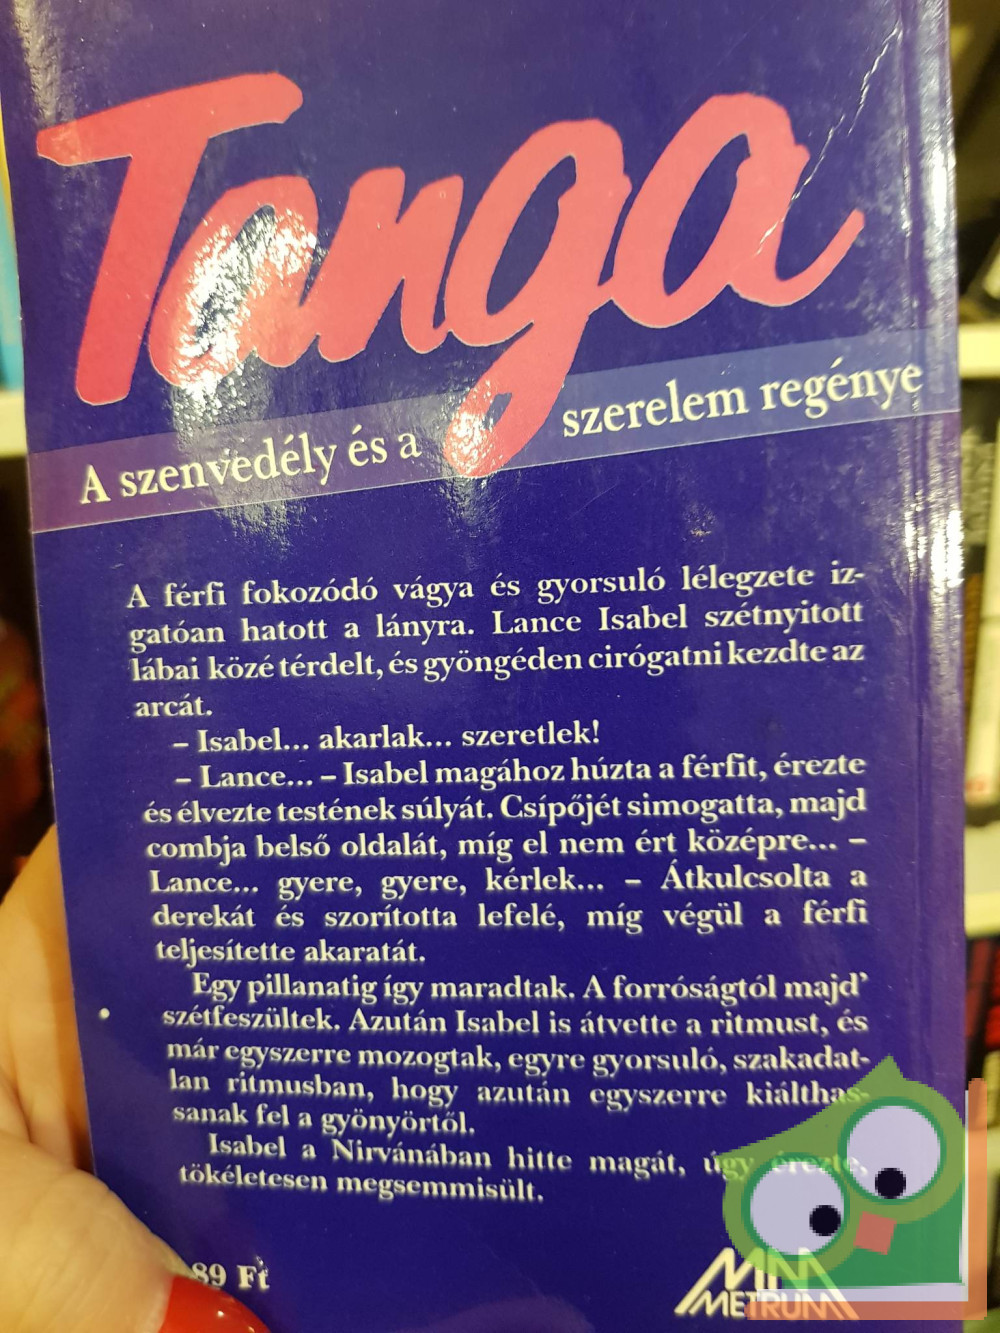 Tanga
A szenvedély és a szerelem regénye
A férfi fokozódó vágya és gyorsuló lélegzete iz-
gatóan hatott a lányra. Lance Isabel szétnyitott
lábai közé térdelt, és gyöngéden cirógatni kezdte az
arcát.
– Isabel... akarlak... szeretlek!
– Lance... – Isabel magához húzta a férfit, érezte
és élvezte testének súlyát. Csípőjét simogatta, majd
combja belső oldalát, míg el nem ért középre... –
Lance... gyere, gyere, kérlek... – Átkulcsolta a
derekát és szorította lefelé, míg végül a férfi
teljesítette akaratát.
Egy pillanatig így maradtak. A forróságtól majd’
szétfeszültek. Azután Isabel is átvette a ritmust, és
már egyszerre mozogtak, egyre gyorsuló, szakadat-
lan ritmusban, hogy azután egyszerre kiálthas-
sanak fel a gyönyörtől.
Isabel a Nirvánában hitte magát, úgy érezte,
tökéletesen megsemmisült.
89 Ft
METRUM